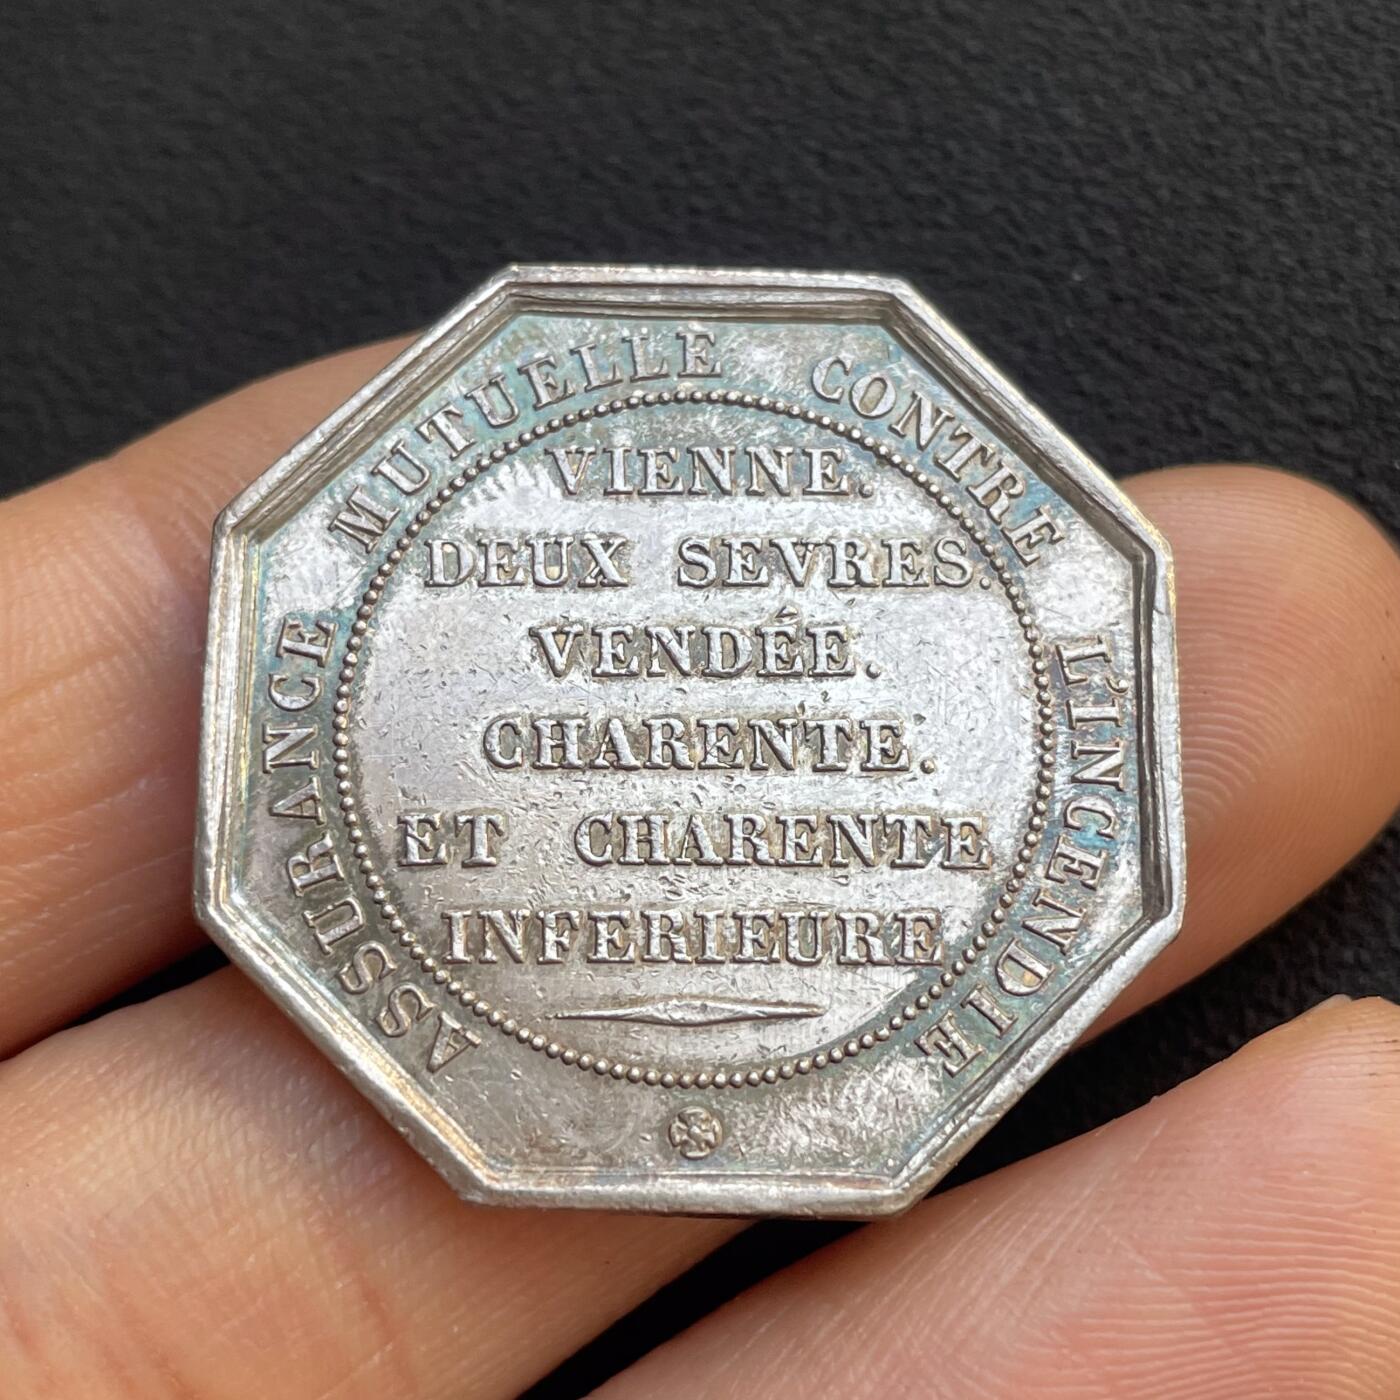 ASSURANCE MUTUELLE CONTRE L'INCENDIE
VIENNE.
DEUX SEVRES.
VENDÉE.
CHARENTE.
ET CHARENTE
INFERIEURE